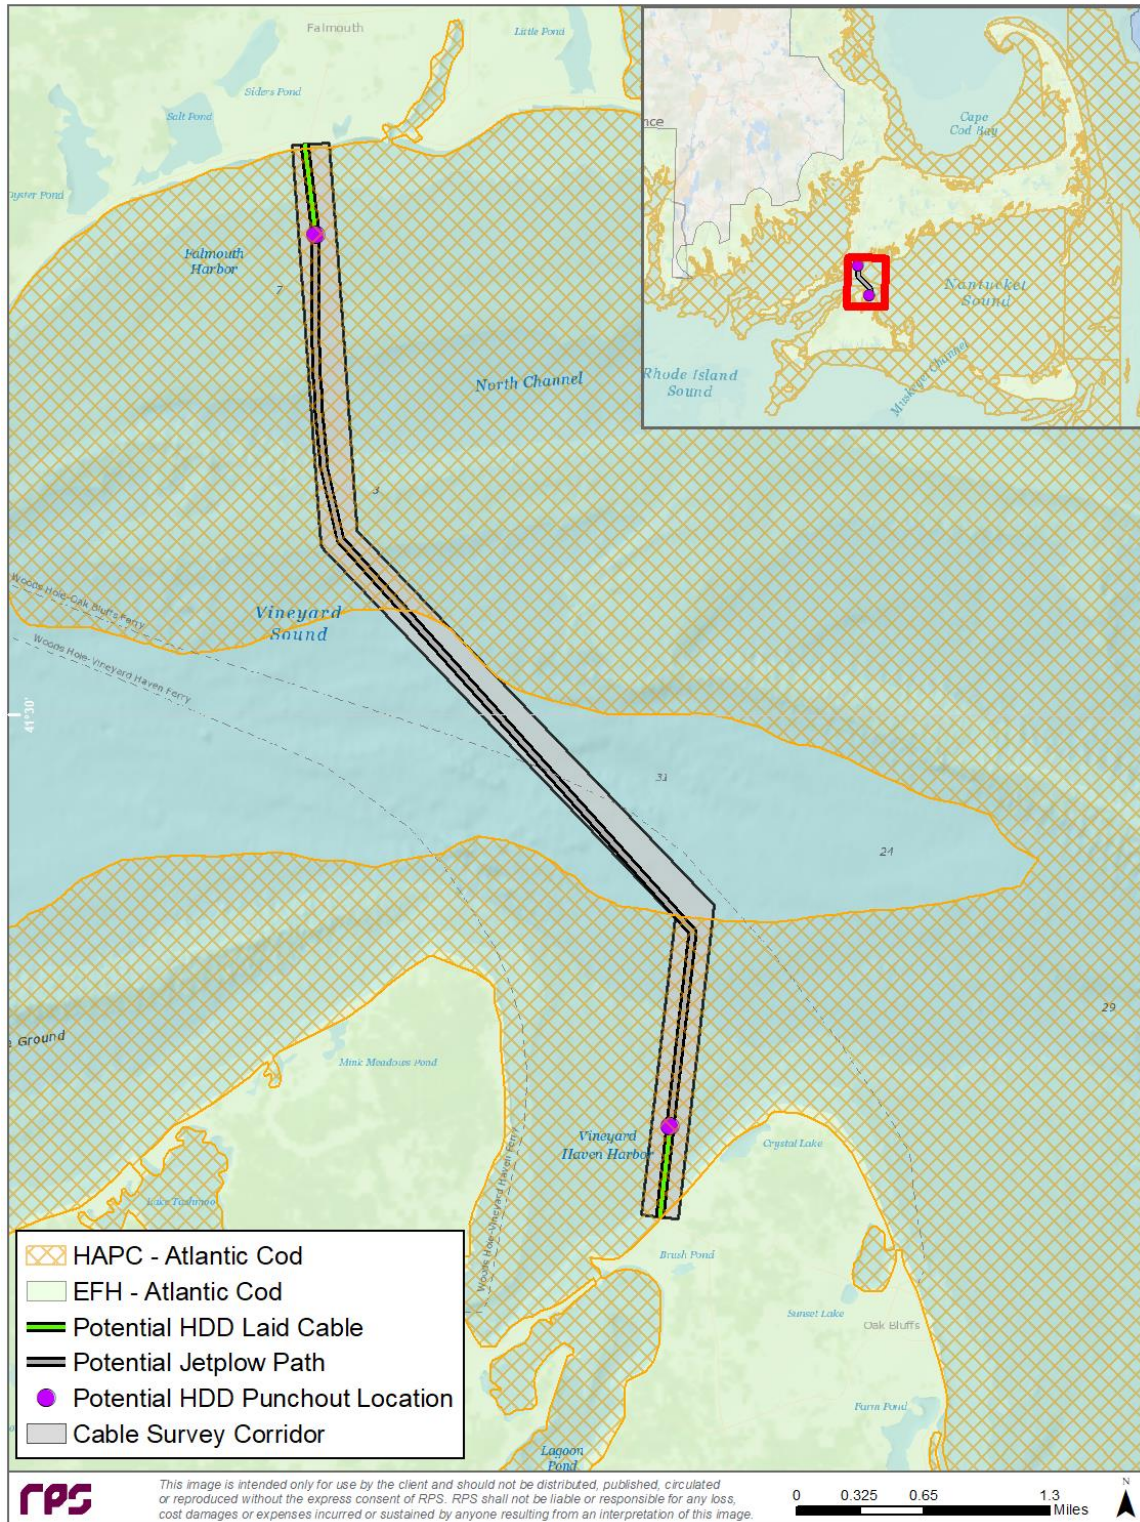 Falmouth
Little Pond
Siders Pond
Salt Pond
Oyster Pond
Falmouth
Harbor
7
North Channel
3
Woods Hole-Oak Bluffs Ferry
Vineyard
Sound
Woods Hole-Vineyard Haven Ferry
41°30'
31
24
29
n Ground
Mink Meadows Pond
Vineyard
Haven Harbor
Crystal Lake
Lake Tashmoo
Woods Hole-Vineyard Haven Ferry
Brush Pond
Sunset Lake
Oak Bluffs
Farm Pond
Lagoon
Pond
nce
Cape
Cod Bay
Nantucket
Sound
Rhode Island
Sound
Muskeget Channel
HAPC - Atlantic Cod
EFH - Atlantic Cod
Potential HDD Laid Cable
Potential Jetplow Path
Potential HDD Punchout Location
Cable Survey Corridor
rps
This image is intended only for use by the client and should not be distributed, published, circulated
or reproduced without the express consent of RPS. RPS shall not be liable or responsible for any loss,
cost damages or expenses incurred or sustained by anyone resulting from an interpretation of this image.
0 0.325 0.65 1.3
Miles
N